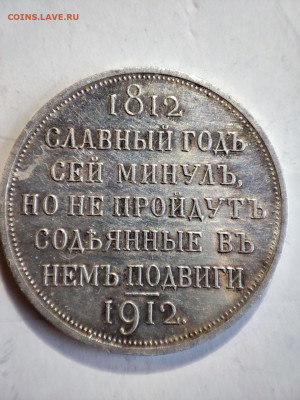 COINS.LAVE.RU
1812
СЛАВНЫЙ ГОДЪ
СЕЙ МИНУЛЪ,
НО НЕ ПРОЙДУТЪ
СОДѢЯННЫЕ ВЪ
НЕМЪ ПОДВИГИ
1912.